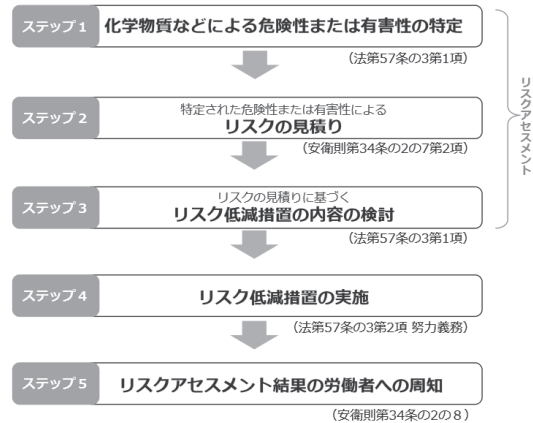 ステップ1
化学物質などによる危険性または有害性の特定
(法第57条の3第1項)
ステップ2
特定された危険性または有害性による
リスクの見積り
(安衛則第34条の2の7第2項)
ステップ3
リスクの見積りに基づく
リスク低減措置の内容の検討
(法第57条の3第1項)
リスクアセスメント
ステップ4
リスク低減措置の実施
(法第57条の3第2項 努力義務)
ステップ5
リスクアセスメント結果の労働者への周知
(安衛則第34条の2の8)